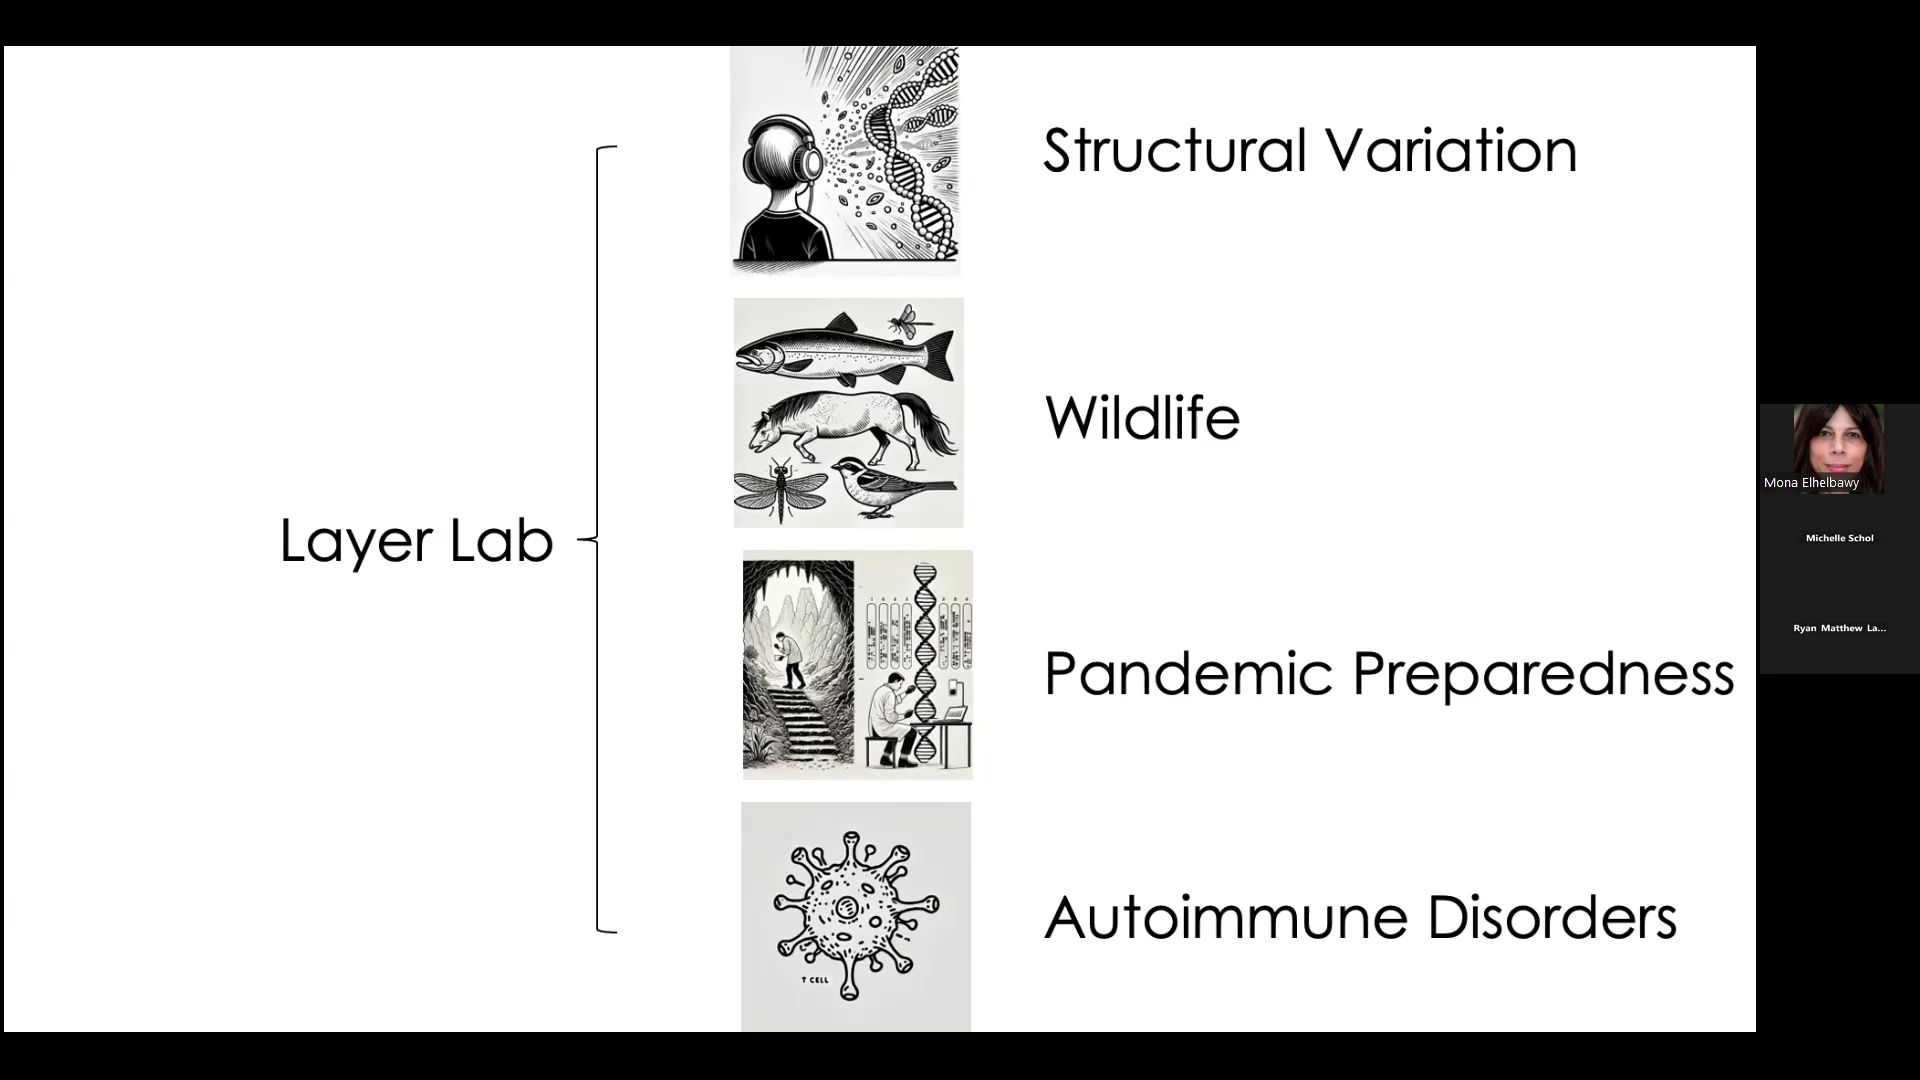 Layer Lab
Structural Variation
Wildlife
Pandemic Preparedness
T CELL
Autoimmune Disorders
Mona Elhelbawy
Michelle Schol
Ryan Matthew La...